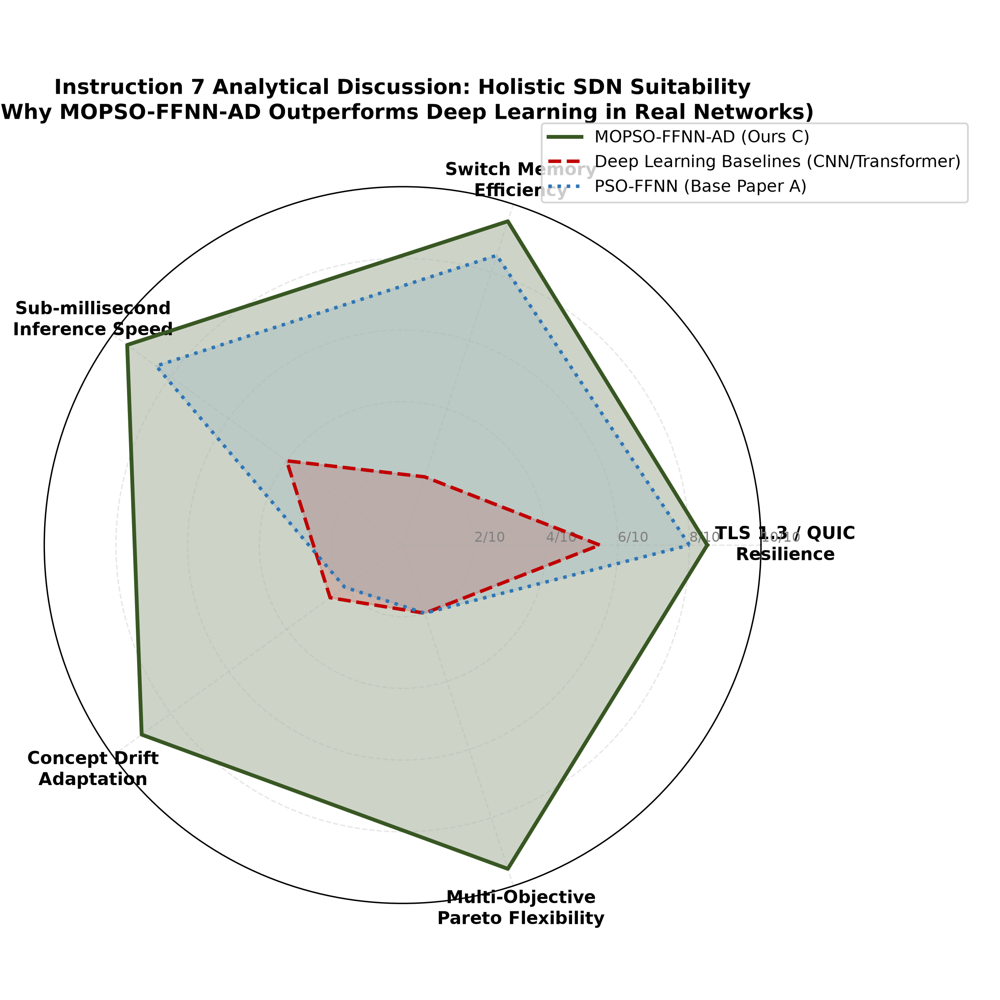 Instruction 7 Analytical Discussion: Holistic SDN Suitability
Why MOPSO-FFNN-AD Outperforms Deep Learning in Real Networks)
MOPSO-FFNN-AD (Ours C)
Deep Learning Baselines (CNN/Transformer)
PSO-FFNN (Base Paper A)
Switch Memory
Efficiency
Sub-millisecond
Inference Speed
TLS 1.3 / QUIC
Resilience
2/10
4/10
6/10
8/10
10/10
Concept Drift
Adaptation
Multi-Objective
Pareto Flexibility